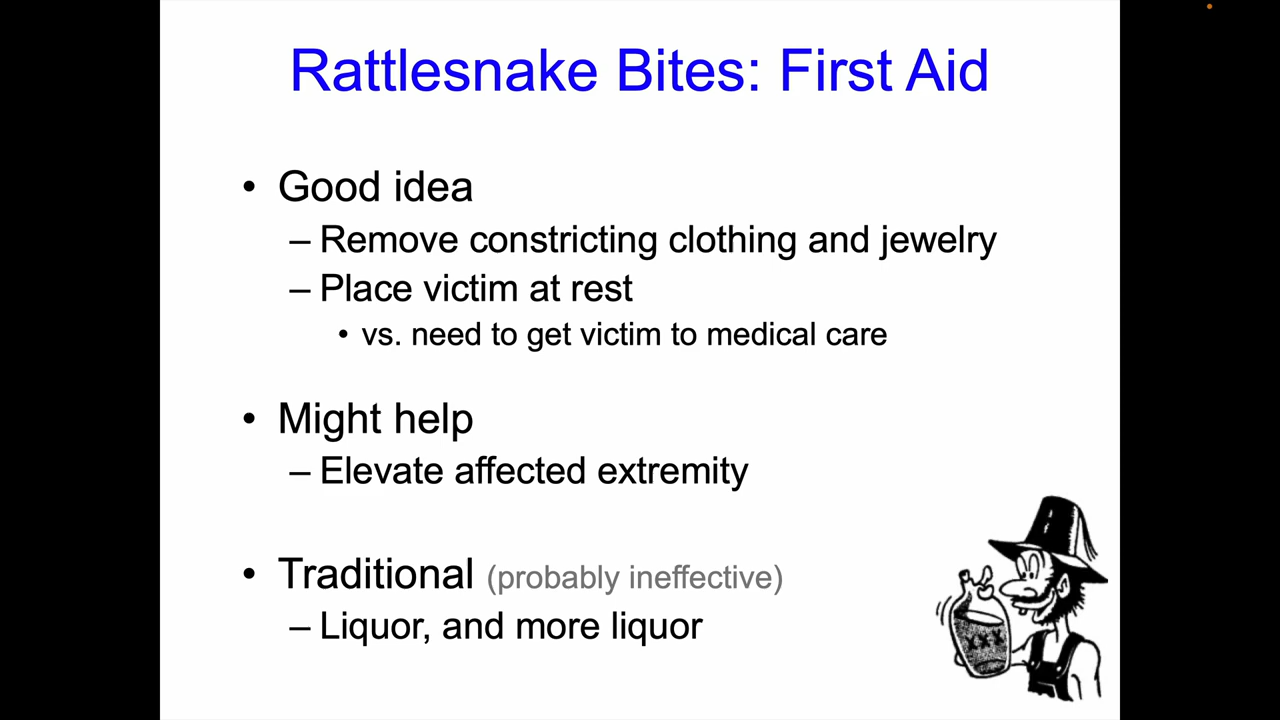 Rattlesnake Bites: First Aid
• Good idea
– Remove constricting clothing and jewelry
– Place victim at rest
• vs. need to get victim to medical care
• Might help
– Elevate affected extremity
• Traditional (probably ineffective)
– Liquor, and more liquor
XXX